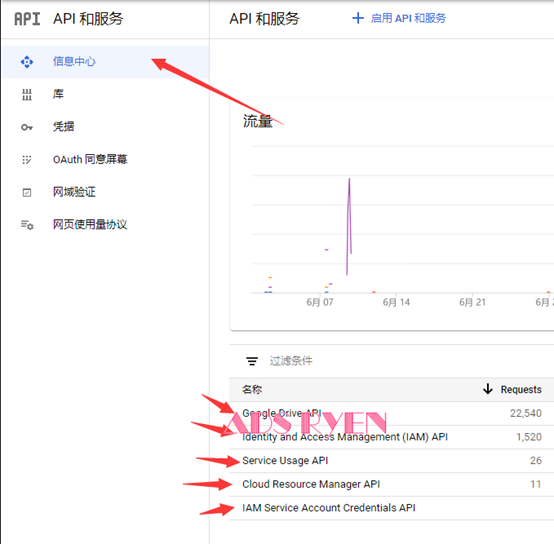 API API 和服务
API 和服务 启用 API 和服务
信息中心
库
凭据
OAuth 同意屏幕
网域验证
网页使用量协议
流量
6月 07 6月 14 6月 21 6月 2
过滤条件
名称 Requests
Google Drive API 22,540
ADS RYEN
Identity and Access Management (IAM) API 1,520
Service Usage API 26
Cloud Resource Manager API 11
IAM Service Account Credentials API